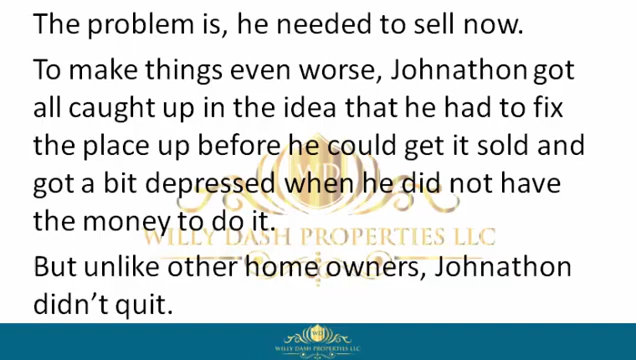 The problem is, he needed to sell now.
To make things even worse, Johnathon got
all caught up in the idea that he had to fix
the place up before he could get it sold and
got a bit depressed when he did not have
the money to do it.
WILLY DASH PROPERTIES LLC
But unlike other home owners, Johnathon
didn’t quit.
WILLY DASH PROPERTIES LLC